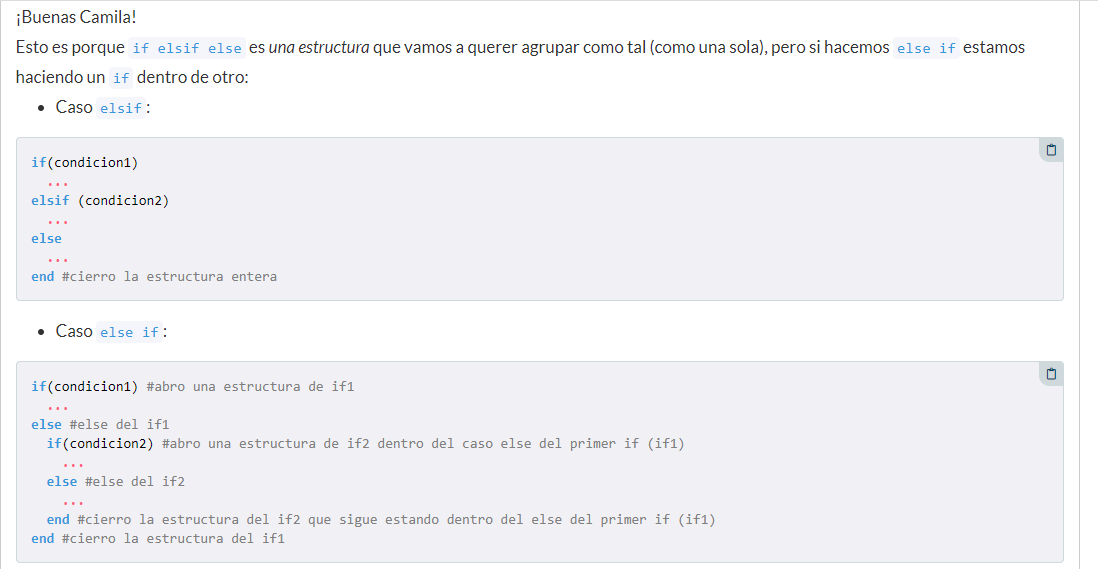 ¡Buenas Camila!
Esto es porque if elsif else es una estructura que vamos a querer agrupar como tal (como una sola), pero si hacemos else if estamos
haciendo un if dentro de otro:
• Caso elsif:
if(condicion1)
  ...
elsif (condicion2)
  ...
else
  ...
end #cierro la estructura entera
• Caso else if:
if(condicion1) #abro una estructura de if1
  ...
else #else del if1
  if(condicion2) #abro una estructura de if2 dentro del caso else del primer if (if1)
    ...
  else #else del if2
    ...
  end #cierro la estructura del if2 que sigue estando dentro del else del primer if (if1)
end #cierro la estructura del if1